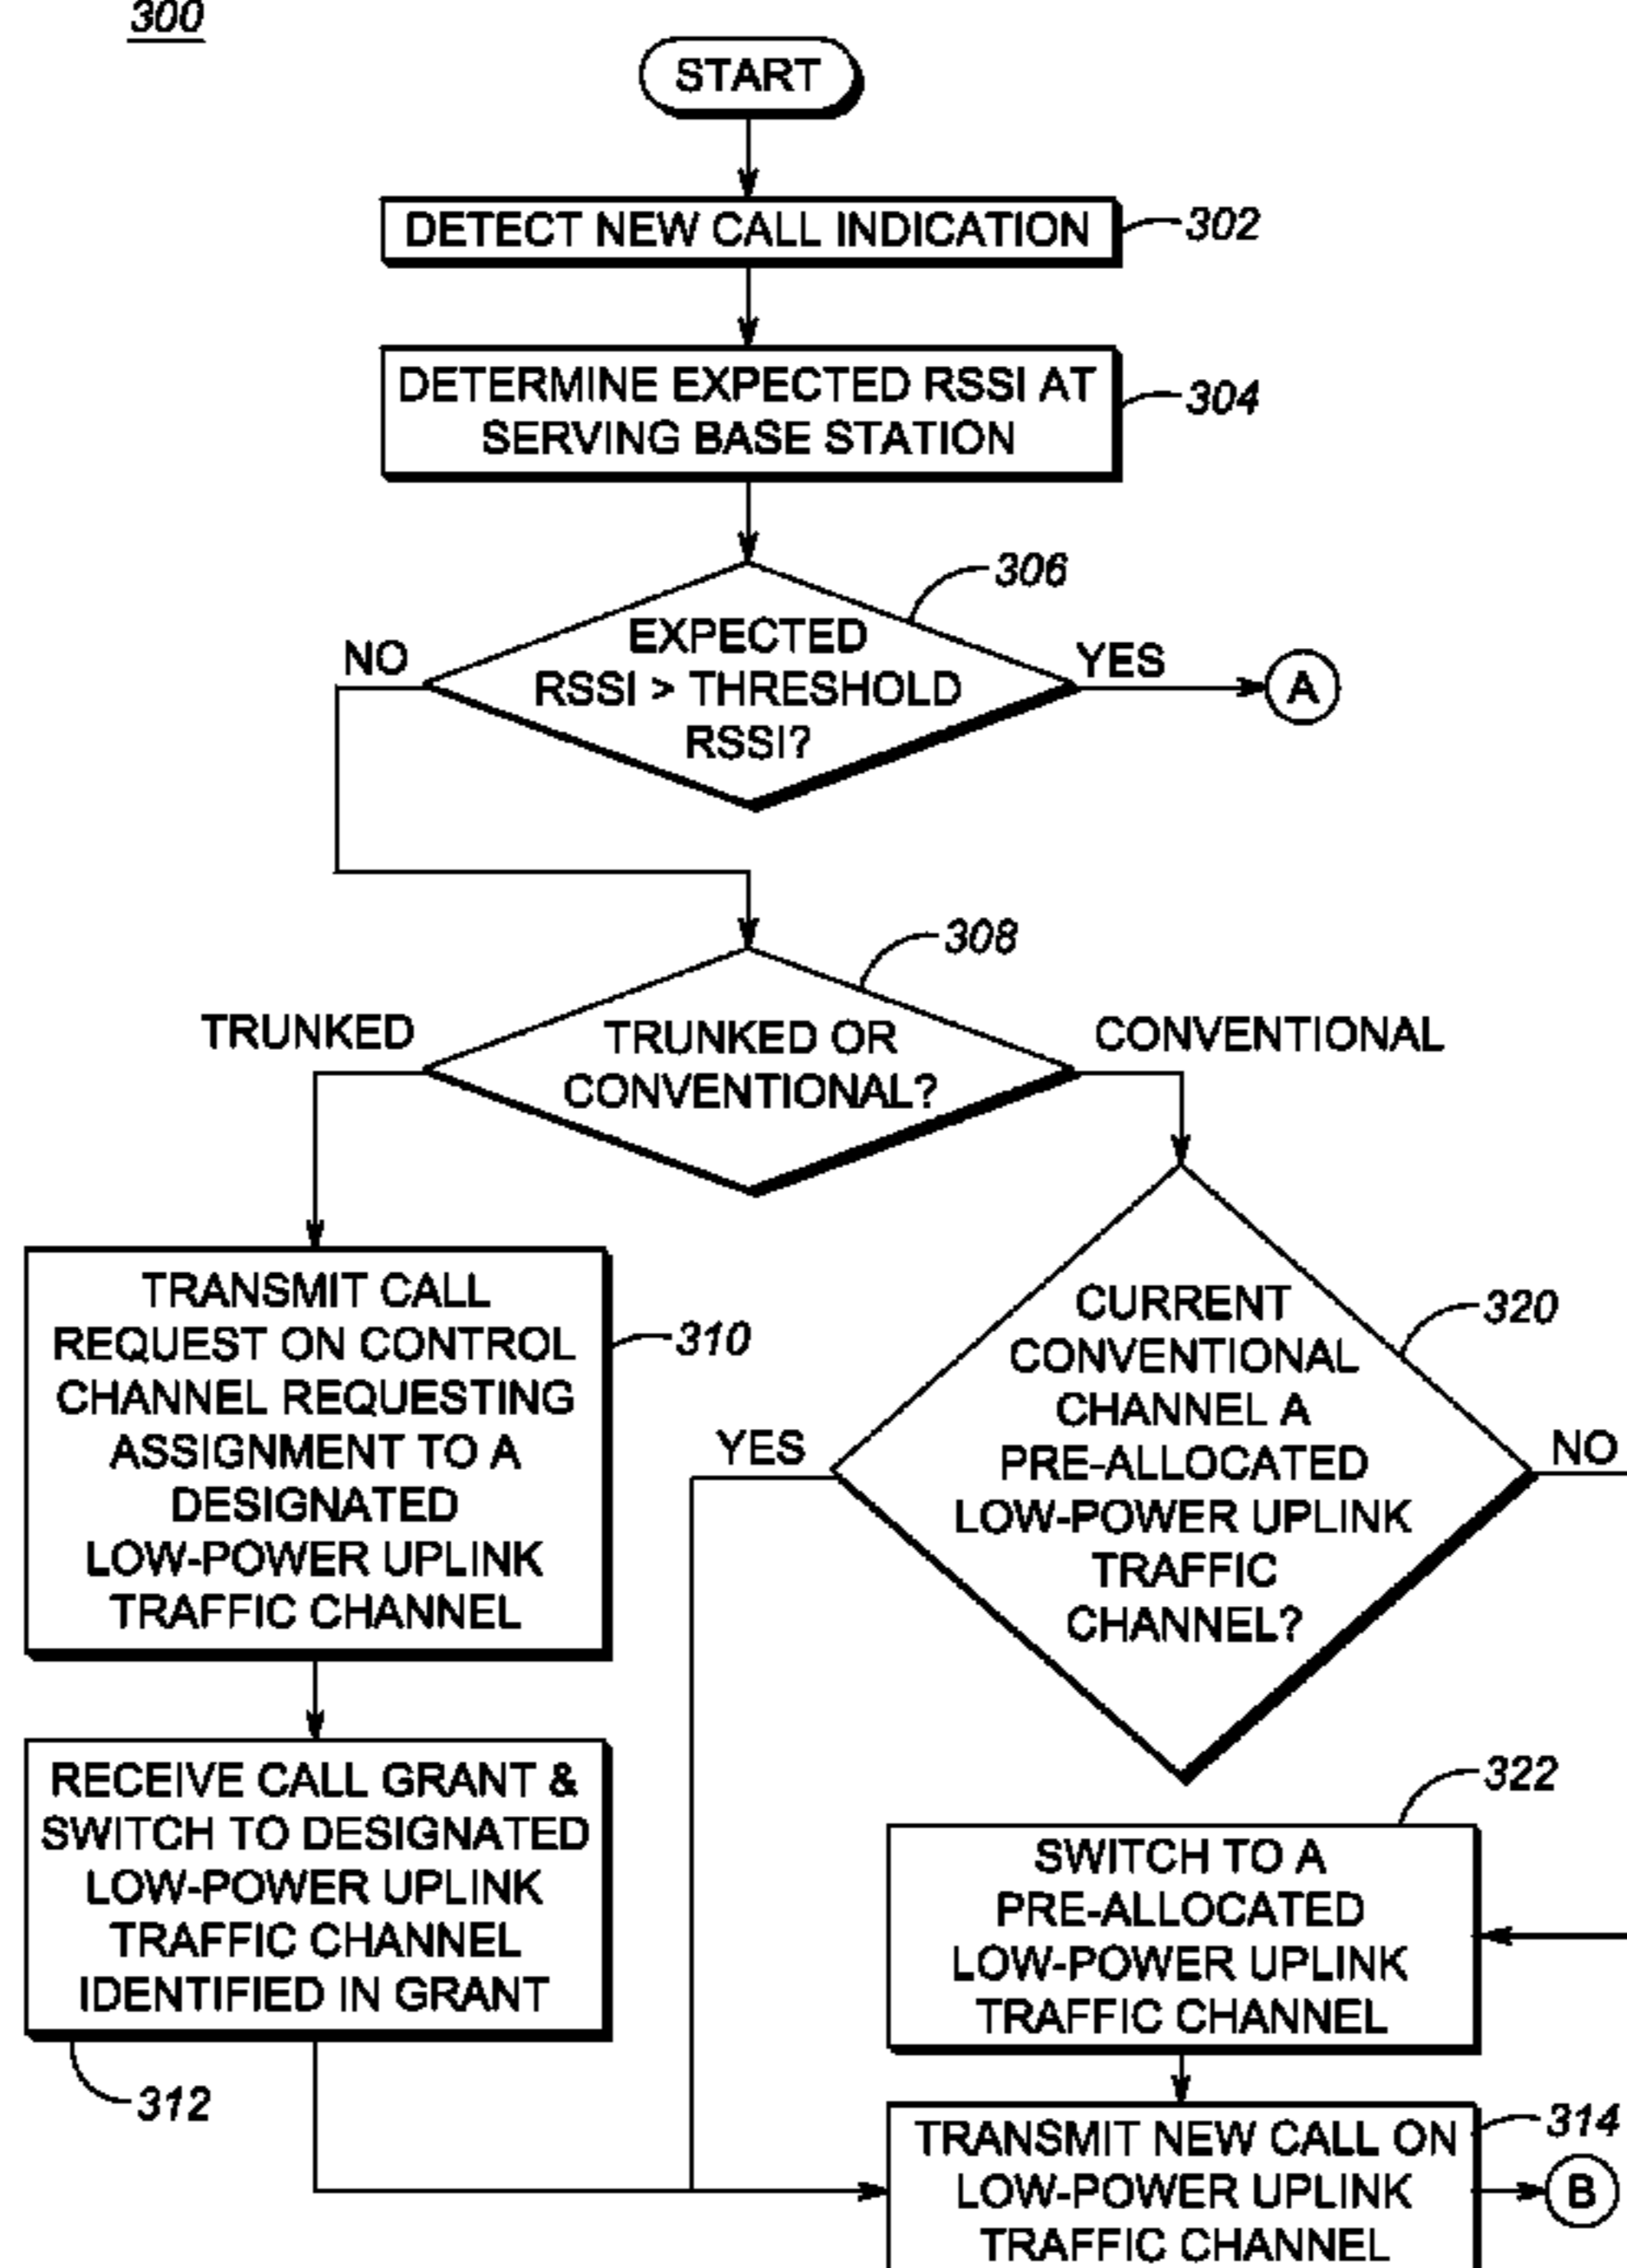 300
START
DETECT NEW CALL INDICATION
302
DETERMINE EXPECTED RSSI AT
SERVING BASE STATION
304
306
EXPECTED
RSSI > THRESHOLD
RSSI?
NO
YES
A
308
TRUNKED OR
CONVENTIONAL?
TRUNKED
CONVENTIONAL
TRANSMIT CALL
REQUEST ON CONTROL
CHANNEL REQUESTING
ASSIGNMENT TO A
DESIGNATED
LOW-POWER UPLINK
TRAFFIC CHANNEL
310
CURRENT
CONVENTIONAL
CHANNEL A
PRE-ALLOCATED
LOW-POWER UPLINK
TRAFFIC
CHANNEL?
320
YES
NO
RECEIVE CALL GRANT &
SWITCH TO DESIGNATED
LOW-POWER UPLINK
TRAFFIC CHANNEL
IDENTIFIED IN GRANT
312
322
SWITCH TO A
PRE-ALLOCATED
LOW-POWER UPLINK
TRAFFIC CHANNEL
TRANSMIT NEW CALL ON
LOW-POWER UPLINK
TRAFFIC CHANNEL
314
B